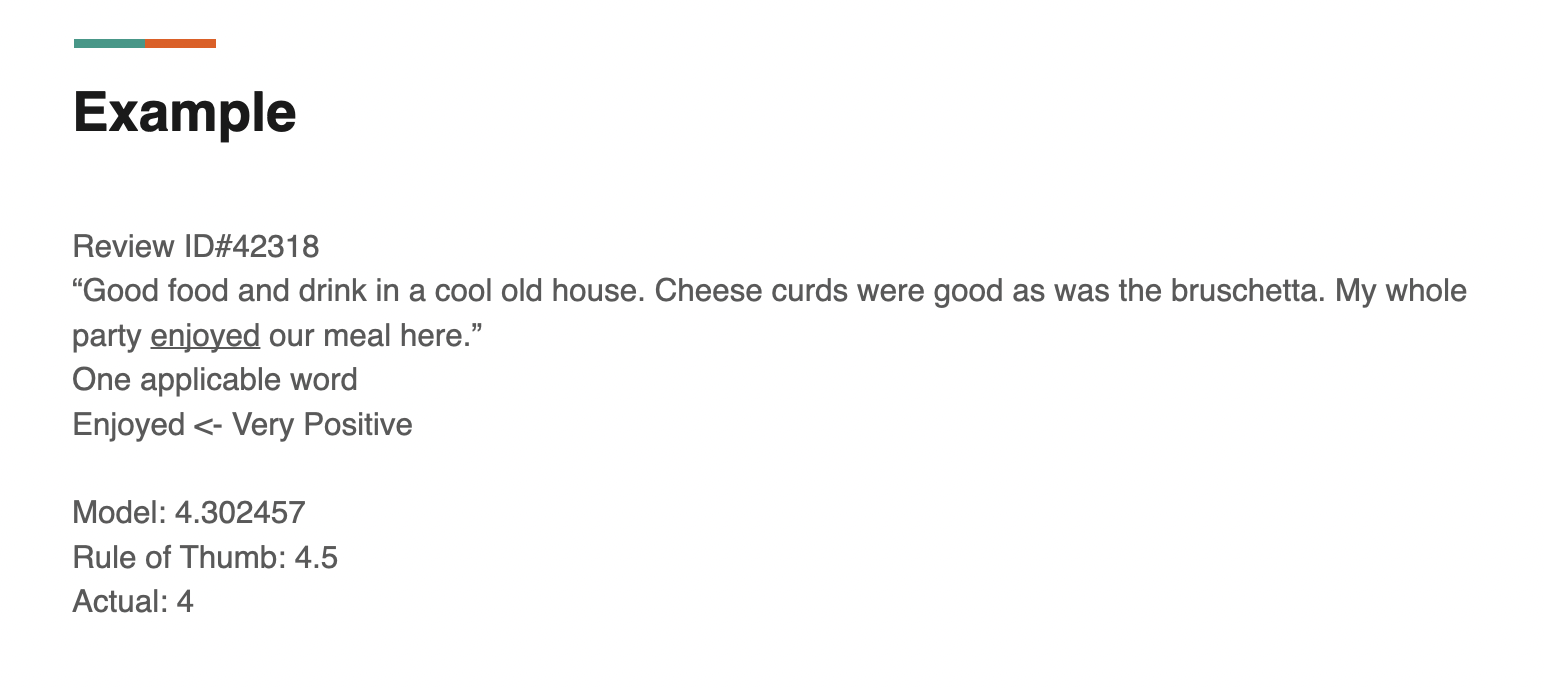 Example
Review ID#42318
“Good food and drink in a cool old house. Cheese curds were good as was the bruschetta. My whole
party enjoyed our meal here.”
One applicable word
Enjoyed <- Very Positive
Model: 4.302457
Rule of Thumb: 4.5
Actual: 4